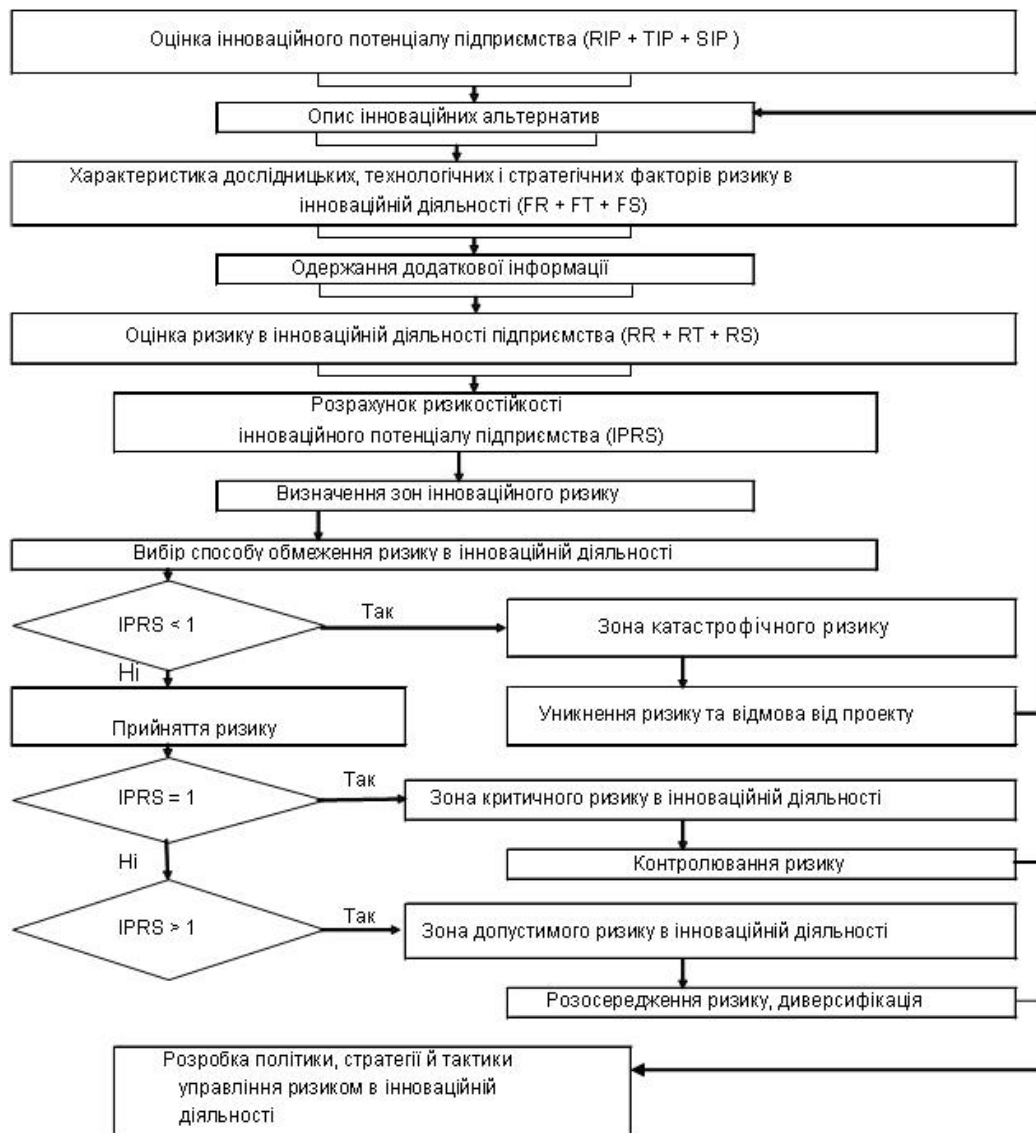 Оцінка інноваційного потенціалу підприємства (RIP + TIP + SIP )
Опис інноваційних альтернатив
Характеристика дослідницьких, технологічних і стратегічних факторів ризику в
інноваційній діяльності (FR + FT + FS)
Одержання додаткової інформації
Оцінка ризику в інноваційній діяльності підприємства (RR + RT + RS)
Розрахунок ризикостійкості
інноваційного потенціалу підприємства (IPRS)
Визначення зон інноваційного ризику
Вибір способу обмеження ризику в інноваційній діяльності
IPRS < 1
Так
Зона катастрофічного ризику
Ні
Прийняття ризику
Уникнення ризику та відмова від проекту
IPRS = 1
Так
Зона критичного ризику в інноваційній діяльності
Ні
Контролювання ризику
IPRS > 1
Так
Зона допустимого ризику в інноваційній діяльності
Розосередження ризику, диверсифікація
Розробка політики, стратегії й тактики
управління ризиком в інноваційній
діяльності